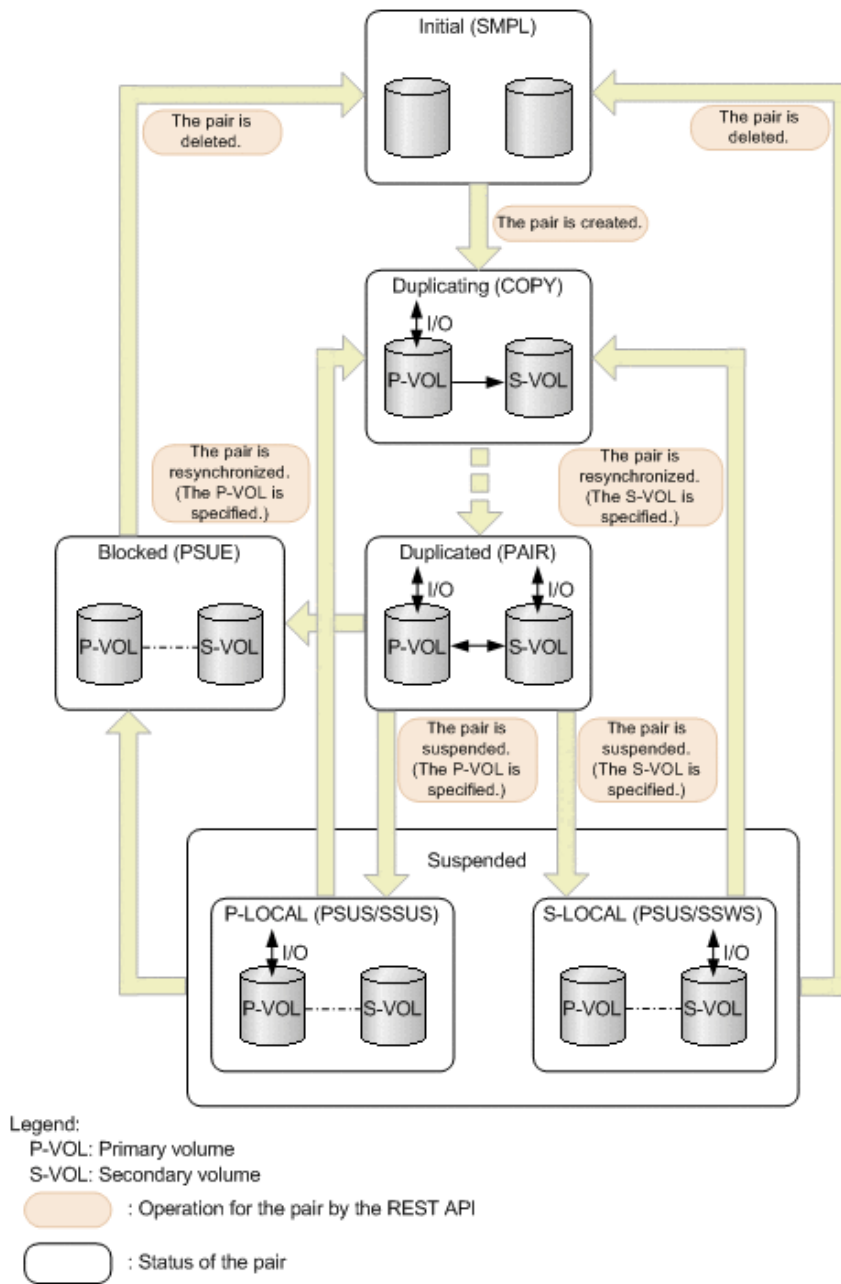 Initial (SMPL)
The pair is
deleted.
The pair is
deleted.
The pair is created.
Duplicating (COPY)
I/O
P-VOL
S-VOL
The pair is
resynchronized.
(The P-VOL is
specified.)
The pair is
resynchronized.
(The S-VOL is
specified.)
Blocked (PSUE)
P-VOL
S-VOL
Duplicated (PAIR)
I/O
I/O
P-VOL
S-VOL
The pair is
suspended.
(The P-VOL is
specified.)
The pair is
suspended.
(The S-VOL is
specified.)
Suspended
P-LOCAL (PSUS/SSUS)
I/O
P-VOL
S-VOL
S-LOCAL (PSUS/SSWS)
I/O
P-VOL
S-VOL
Legend:
P-VOL: Primary volume
S-VOL: Secondary volume
: Operation for the pair by the REST API
: Status of the pair